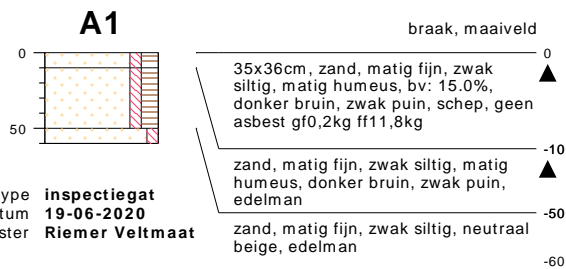 A1
braak, maaiveld
0
0
35x36cm, zand, matig fijn, zwak
siltig, matig humeus, bv: 15.0%,
donker bruin, zwak puin, schep, geen
asbest gf0,2kg ff11,8kg
50
-10
zand, matig fijn, zwak siltig, matig
humeus, donker bruin, zwak puin,
edelman
-50
zand, matig fijn, zwak siltig, neutraal
beige, edelman
-60
ype inspectiegat
tum 19-06-2020
ster Riemer Veltmaat